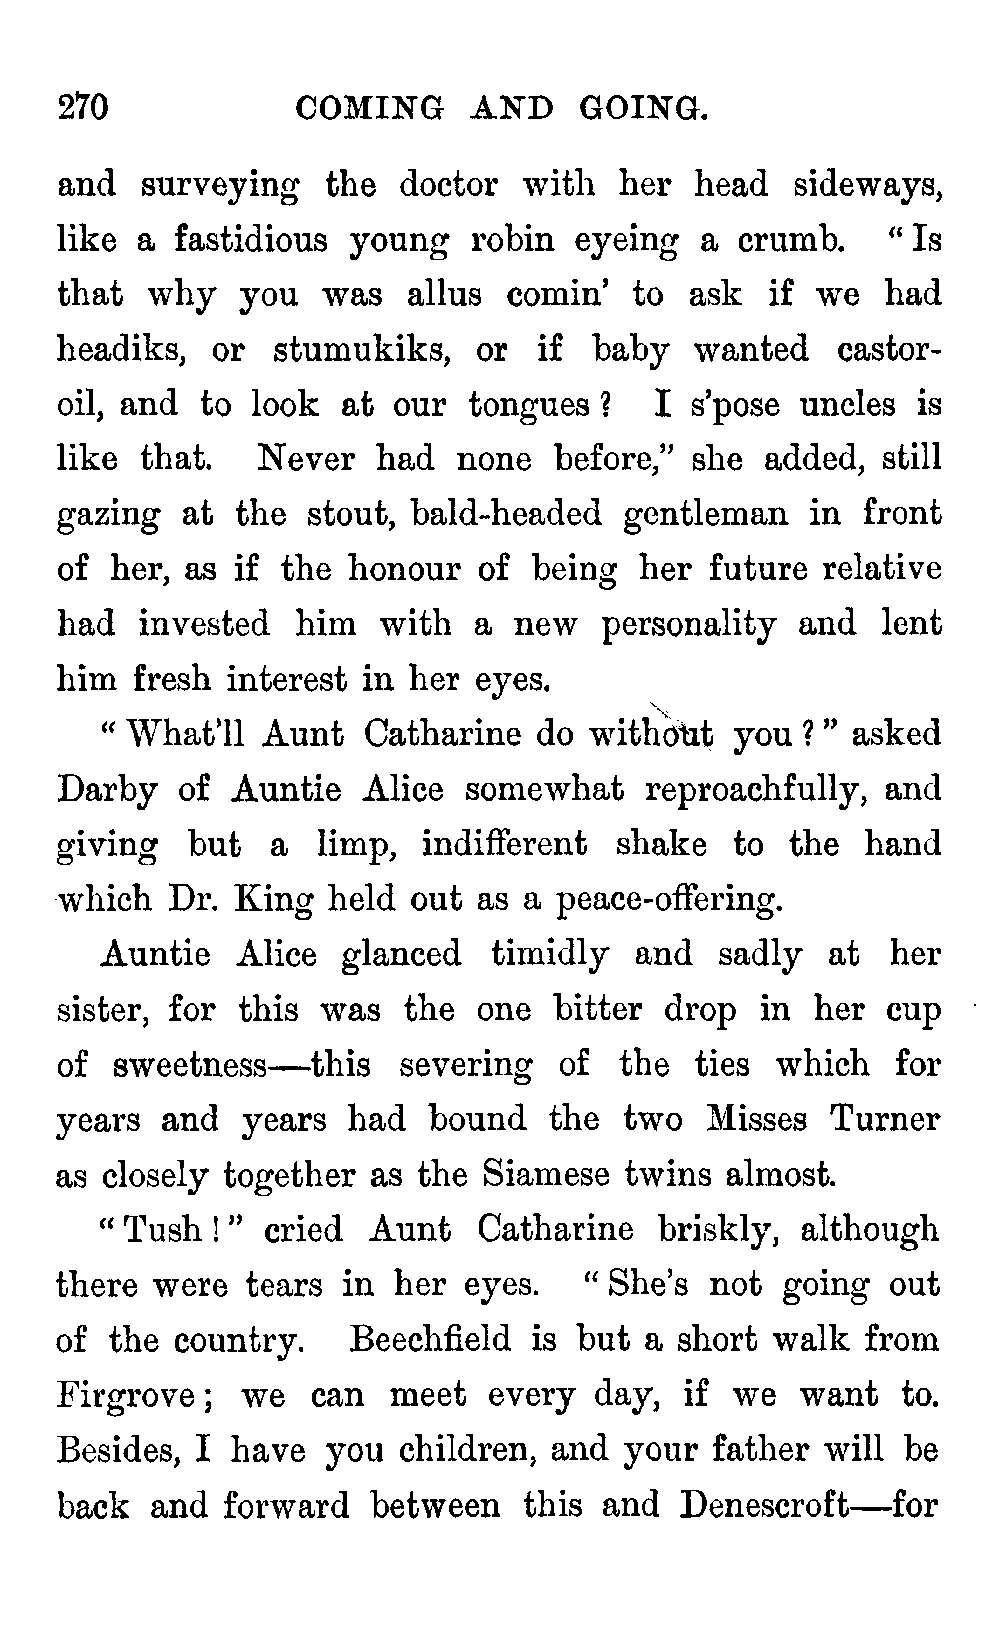 270 COMING AND GOING.
and surveying the doctor with her head sideways,
like a fastidious young robin eyeing a crumb. “Is
that why you was allus comin’ to ask if we had
headiks, or stumukiks, or if baby wanted castor-
oil, and to look at our tongues? I s’pose uncles is
like that. Never had none before,” she added, still
gazing at the stout, bald-headed gentleman in front
of her, as if the honour of being her future relative
had invested him with a new personality and lent
him fresh interest in her eyes.
“What’ll Aunt Catharine do without you?” asked
Darby of Auntie Alice somewhat reproachfully, and
giving but a limp, indifferent shake to the hand
which Dr. King held out as a peace-offering.
Auntie Alice glanced timidly and sadly at her
sister, for this was the one bitter drop in her cup
of sweetness—this severing of the ties which for
years and years had bound the two Misses Turner
as closely together as the Siamese twins almost.
“Tush!” cried Aunt Catharine briskly, although
there were tears in her eyes. “She’s not going out
of the country. Beechfield is but a short walk from
Firgrove; we can meet every day, if we want to.
Besides, I have you children, and your father will be
back and forward between this and Denescroft—for